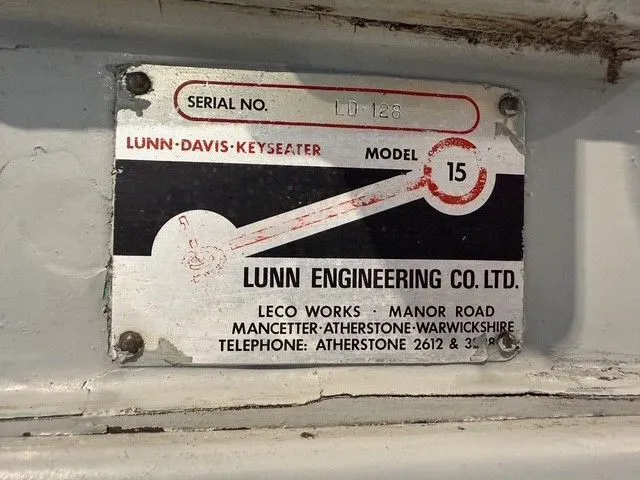 SERIAL NO. LD·128
LUNN·DAVIS·KEYSEATER MODEL 15
LUNN ENGINEERING CO. LTD.
LECO WORKS · MANOR ROAD
MANCETTER·ATHERSTONE·WARWICKSHIRE
TELEPHONE: ATHERSTONE 2612 &